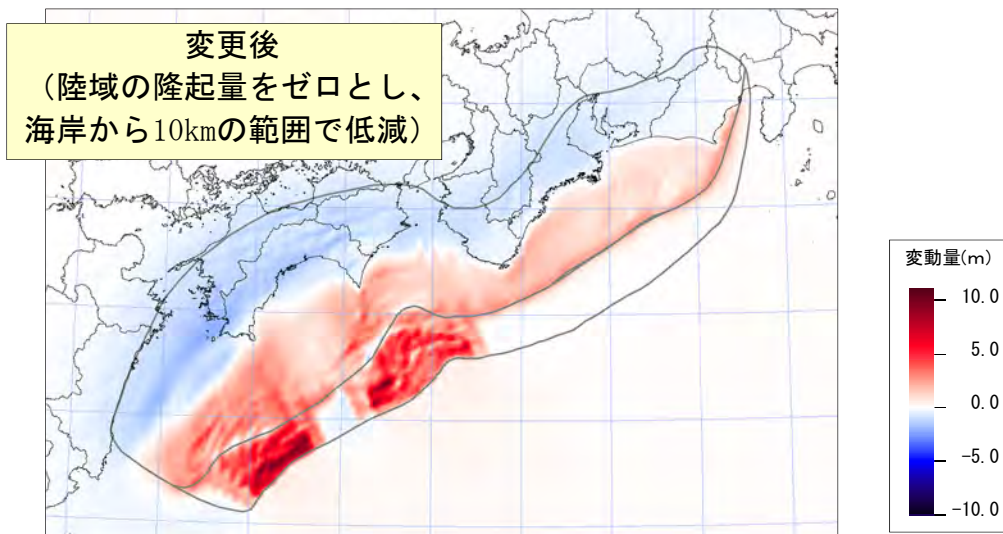 変更後
(陸域の隆起量をゼロとし、
海岸から10kmの範囲で低減)
変動量(m)
10.0
5.0
0.0
-5.0
-10.0